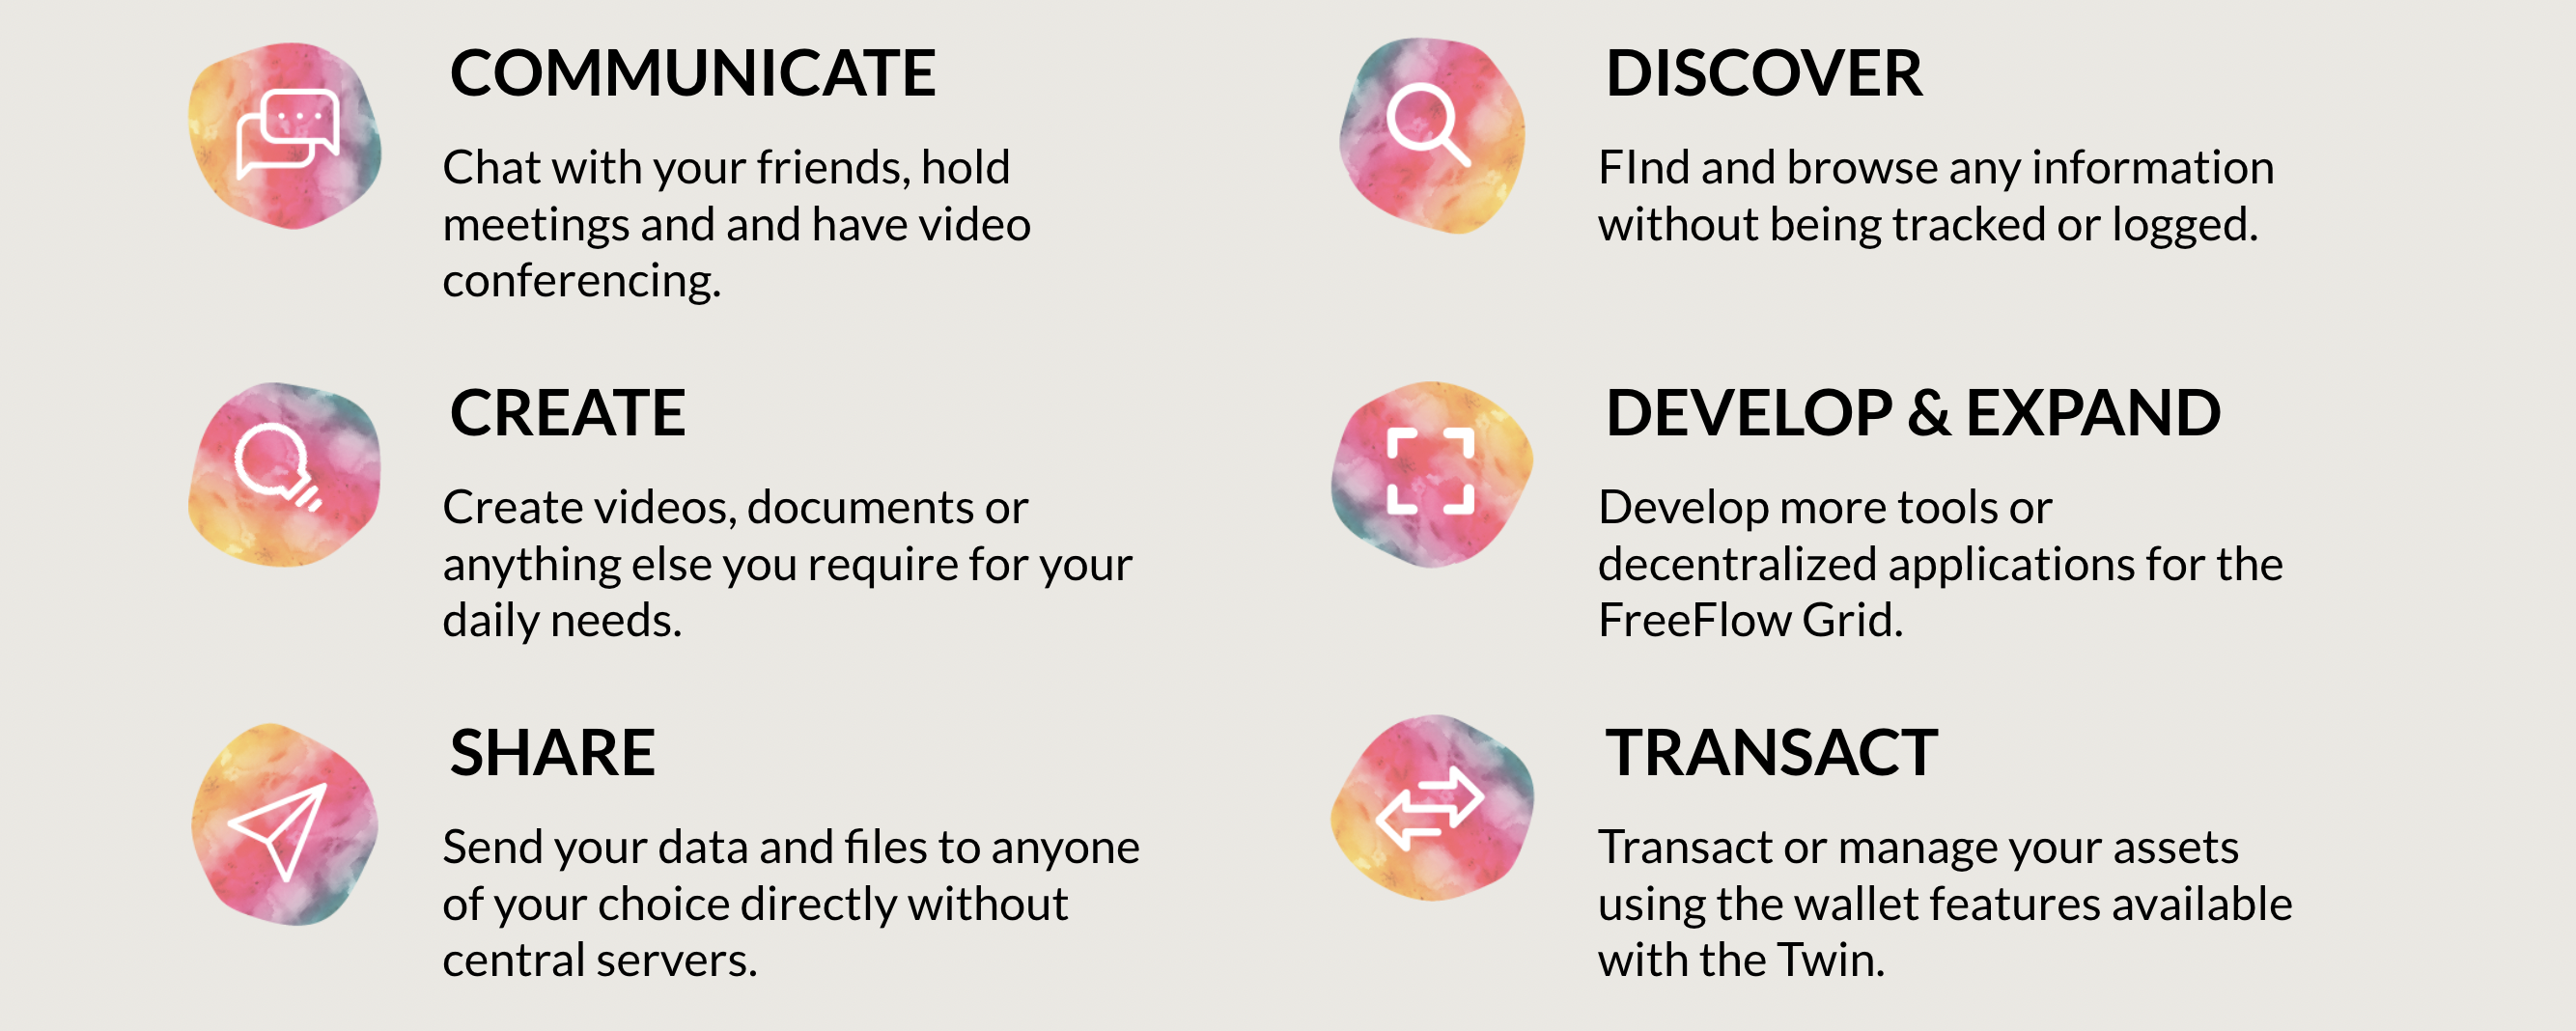 COMMUNICATE
Chat with your friends, hold
meetings and and have video
conferencing.
DISCOVER
FInd and browse any information
without being tracked or logged.
CREATE
Create videos, documents or
anything else you require for your
daily needs.
DEVELOP & EXPAND
Develop more tools or
decentralized applications for the
FreeFlow Grid.
SHARE
Send your data and files to anyone
of your choice directly without
central servers.
TRANSACT
Transact or manage your assets
using the wallet features available
with the Twin.